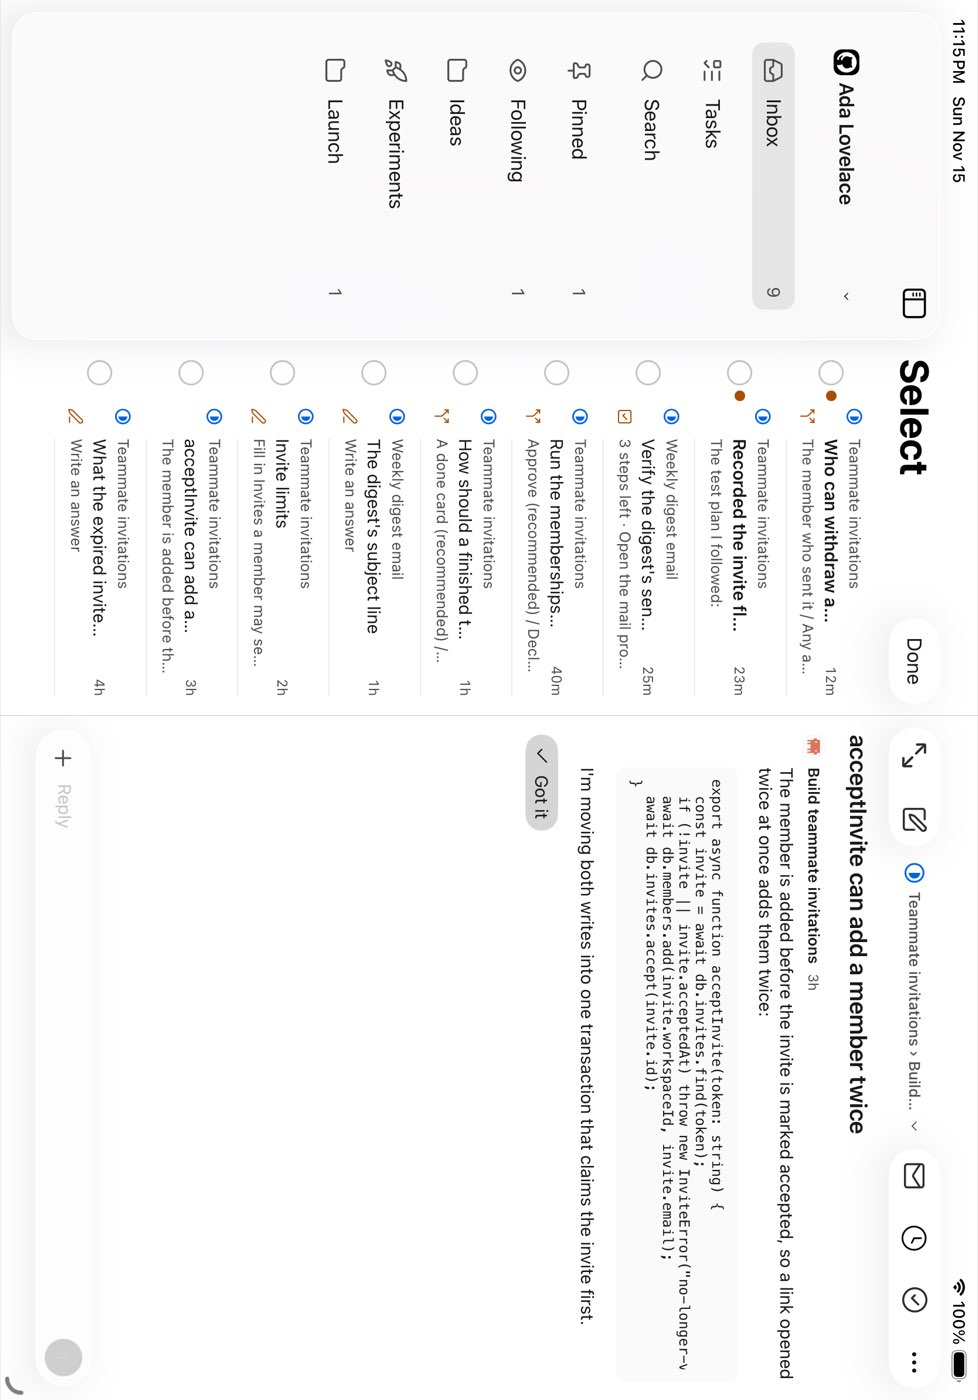 11:15 PM Sun Nov 15
100%
Ada Lovelace
Inbox 9
Tasks
Search
Pinned 1
Following 1
Ideas
Experiments
Launch 1
Select
Done
Teammate invitations
Who can withdraw a... 12m
The member who sent it / Any a...
Teammate invitations
Recorded the invite fl... 23m
The test plan I followed:
Weekly digest email
Verify the digest's sen... 25m
3 steps left · Open the mail pro...
Teammate invitations
Run the memberships... 40m
Approve (recommended) / Decl...
Teammate invitations
How should a finished t... 1h
A done card (recommended) /...
Weekly digest email
The digest's subject line 1h
Write an answer
Teammate invitations
Invite limits 2h
Fill in Invites a member may se...
Teammate invitations
acceptInvite can add a... 3h
The member is added before th...
Teammate invitations
What the expired invite... 4h
Write an answer
Teammate invitations › Build...
acceptInvite can add a member twice
Build teammate invitations 3h
The member is added before the invite is marked accepted, so a link opened
twice at once adds them twice:
export async function acceptInvite(token: string) {
const invite = await db.invites.find(token);
if (!invite || invite.acceptedAt) throw new InviteError("no-longer-v
await db.members.add(invite.workspaceId, invite.email);
await db.invites.accept(invite.id);
}
I'm moving both writes into one transaction that claims the invite first.
Got it
Reply